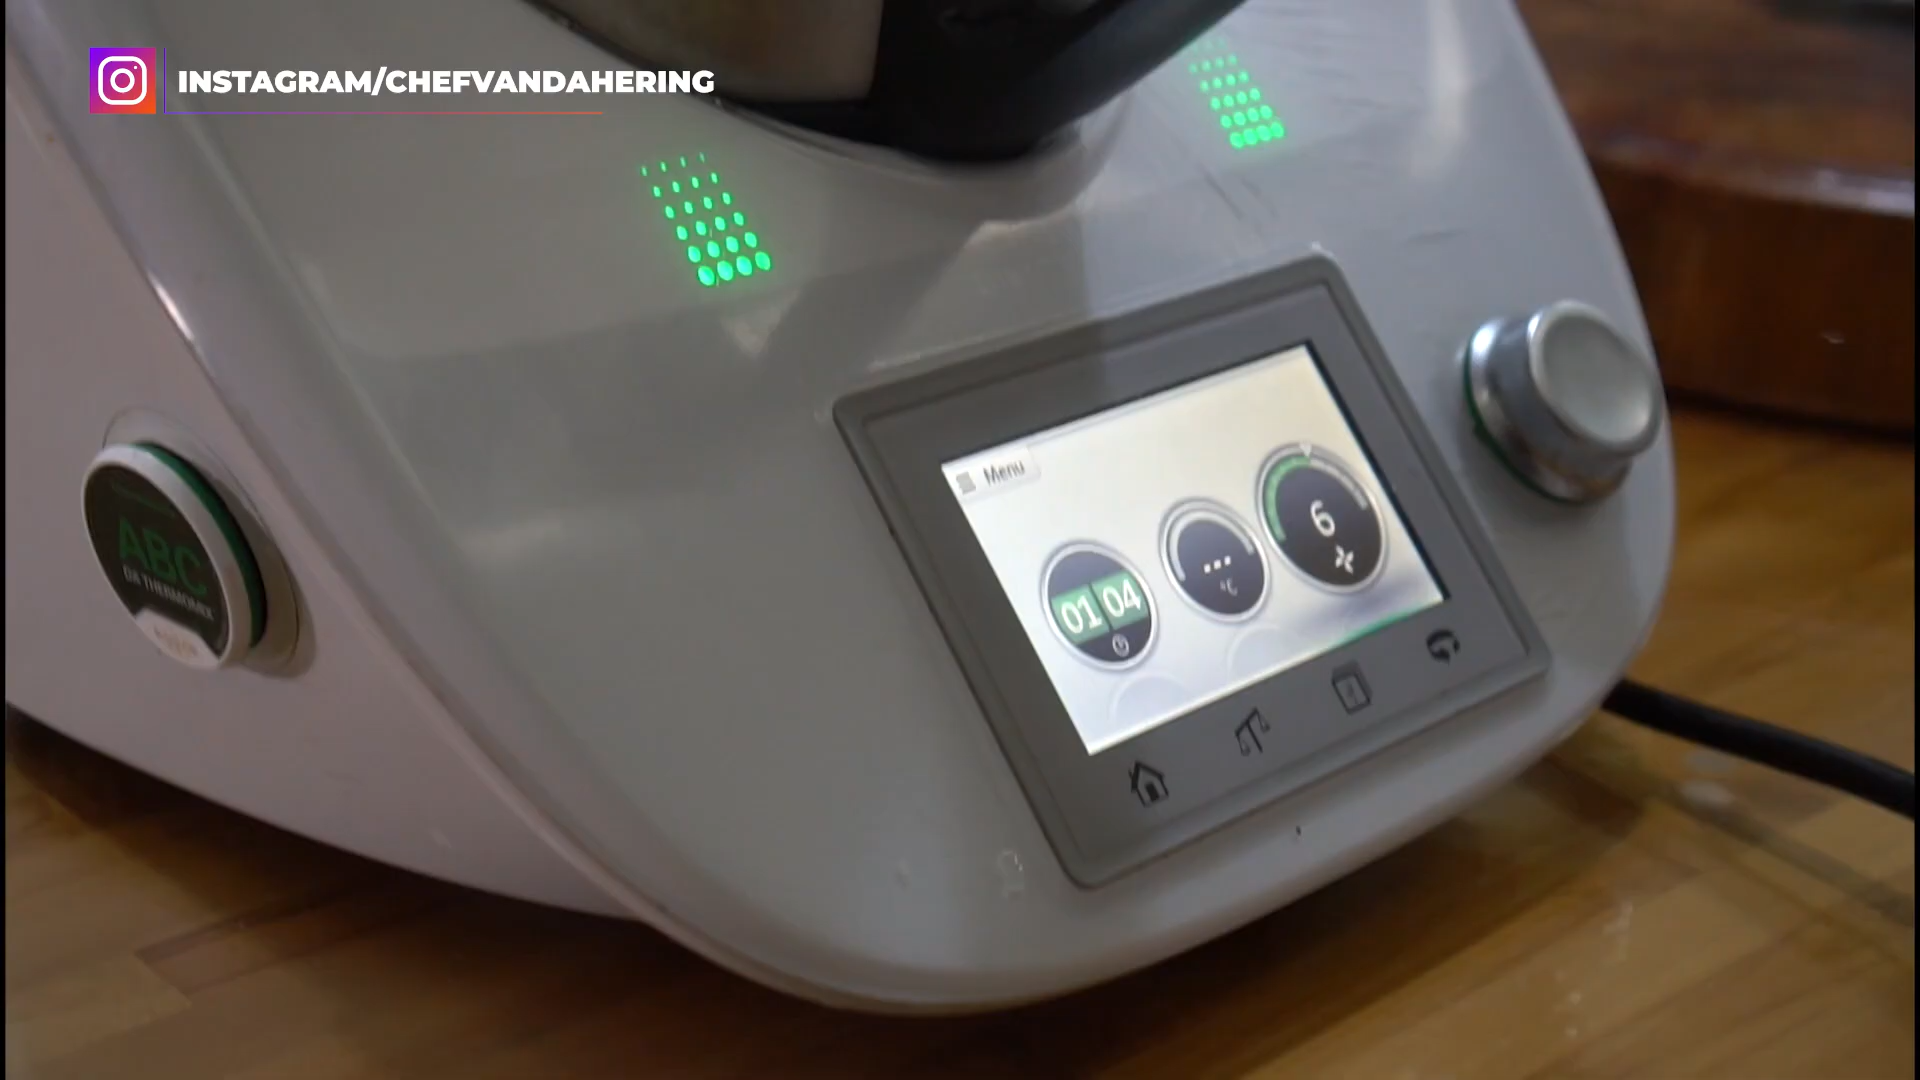 INSTAGRAM/CHEFVANDAHERING
Menu
01 04
--- °C
6
ABC
DA THERMOMIX